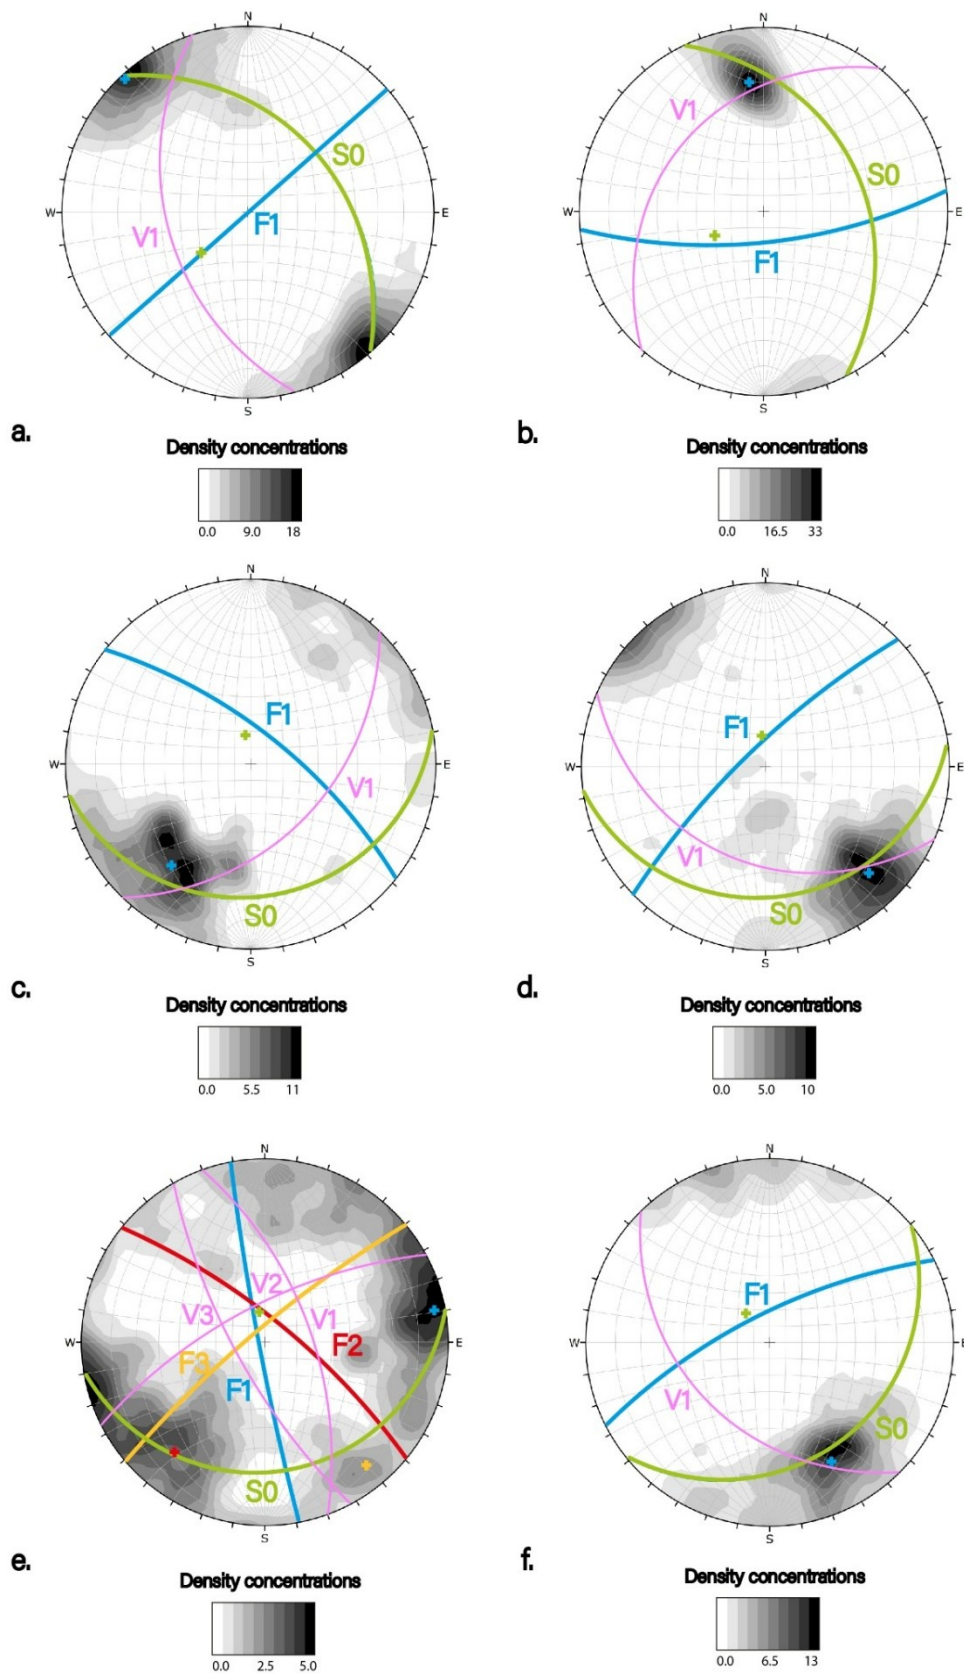 N
N
S0
V1
V1
S0
W
F1
E
W
F1
E
S
S
a.
b.
Density concentrations
Density concentrations
0.0 9.0 18
0.0 16.5 33
N
N
F1
F1
W
V1
E
W
V1
E
S0
S0
S
S
c.
d.
Density concentrations
Density concentrations
0.0 5.5 11
0.0 5.0 10
N
N
V2
V3
V1
F1
W
F2
E
W
E
F3
F1
V1
S0
S0
S
S
e.
f.
Density concentrations
Density concentrations
0.0 2.5 5.0
0.0 6.5 13